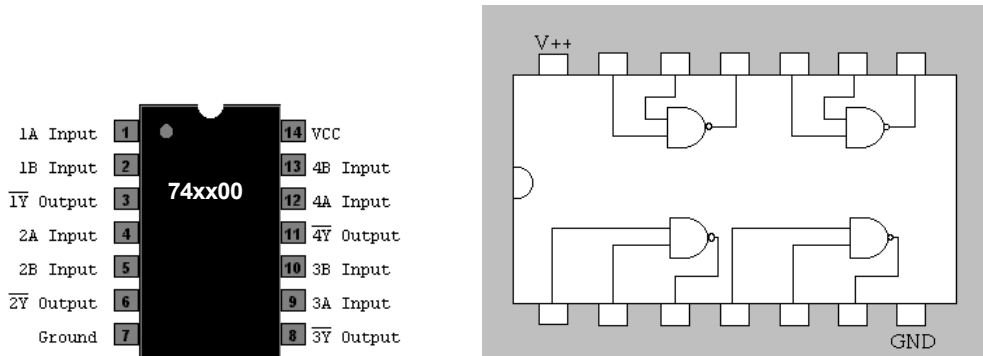 1A Input 1 14 VCC
1B Input 2 13 4B Input
1Y Output 3 12 4A Input
74xx00
2A Input 4 11 4Y Output
2B Input 5 10 3B Input
2Y Output 6 9 3A Input
Ground 7 8 3Y Output
V++
GND